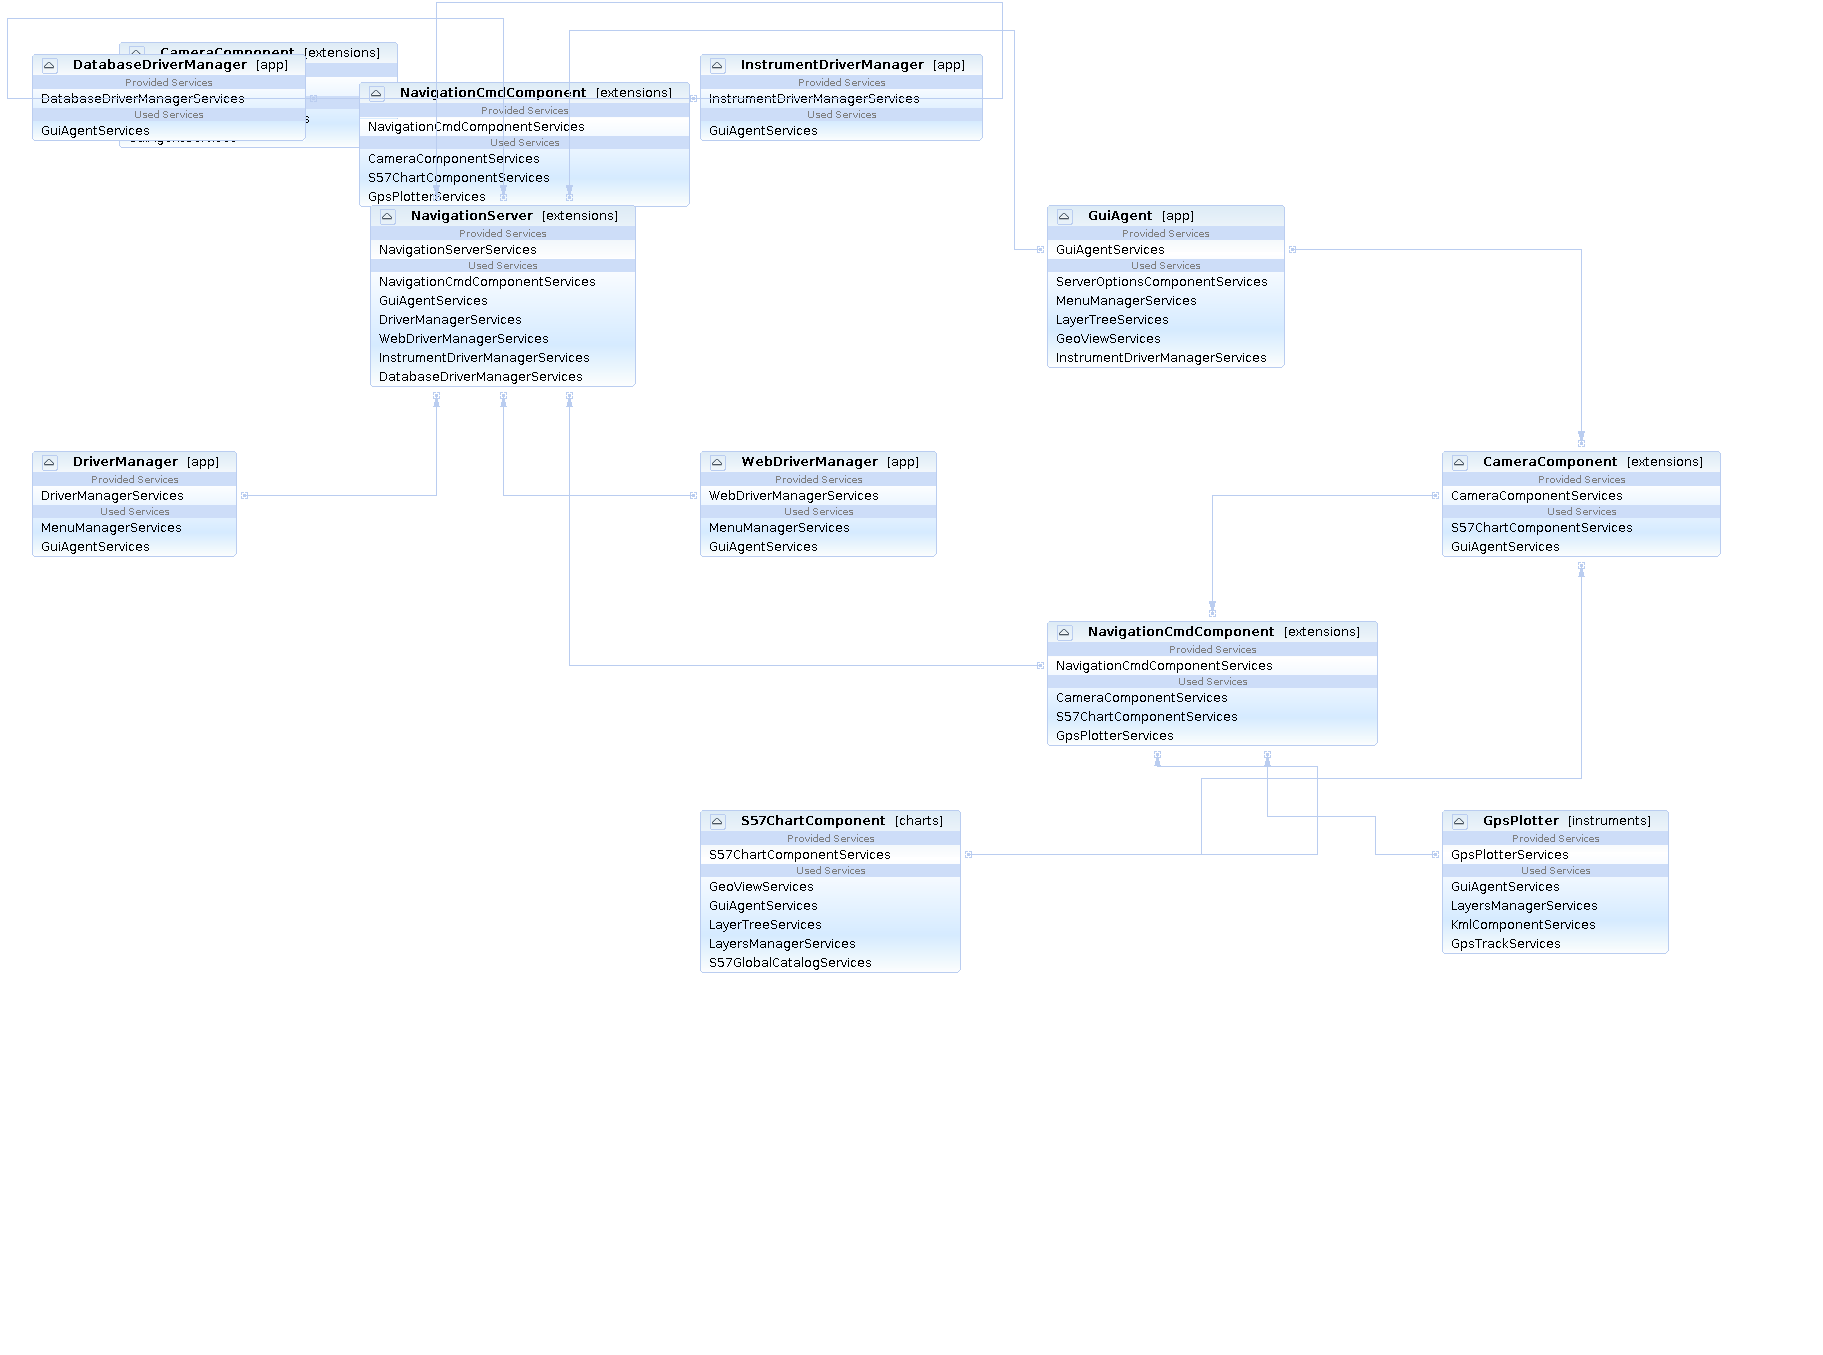 CameraComponent [extensions]
DatabaseDriverManager [app]
Provided Services
DatabaseDriverManagerServices
Used Services
GuiAgentServices
NavigationCmdComponent [extensions]
Provided Services
NavigationCmdComponentServices
Used Services
CameraComponentServices
S57ChartComponentServices
GpsPlotterServices
InstrumentDriverManager [app]
Provided Services
InstrumentDriverManagerServices
Used Services
GuiAgentServices
NavigationServer [extensions]
Provided Services
NavigationServerServices
Used Services
NavigationCmdComponentServices
GuiAgentServices
DriverManagerServices
WebDriverManagerServices
InstrumentDriverManagerServices
DatabaseDriverManagerServices
GuiAgent [app]
Provided Services
GuiAgentServices
Used Services
ServerOptionsComponentServices
MenuManagerServices
LayerTreeServices
GeoViewServices
InstrumentDriverManagerServices
DriverManager [app]
Provided Services
DriverManagerServices
Used Services
MenuManagerServices
GuiAgentServices
WebDriverManager [app]
Provided Services
WebDriverManagerServices
Used Services
MenuManagerServices
GuiAgentServices
CameraComponent [extensions]
Provided Services
CameraComponentServices
Used Services
S57ChartComponentServices
GuiAgentServices
NavigationCmdComponent [extensions]
Provided Services
NavigationCmdComponentServices
Used Services
CameraComponentServices
S57ChartComponentServices
GpsPlotterServices
S57ChartComponent [charts]
Provided Services
S57ChartComponentServices
Used Services
GeoViewServices
GuiAgentServices
LayerTreeServices
LayersManagerServices
S57GlobalCatalogServices
GpsPlotter [instruments]
Provided Services
GpsPlotterServices
Used Services
GuiAgentServices
LayersManagerServices
KmlComponentServices
GpsTrackServices